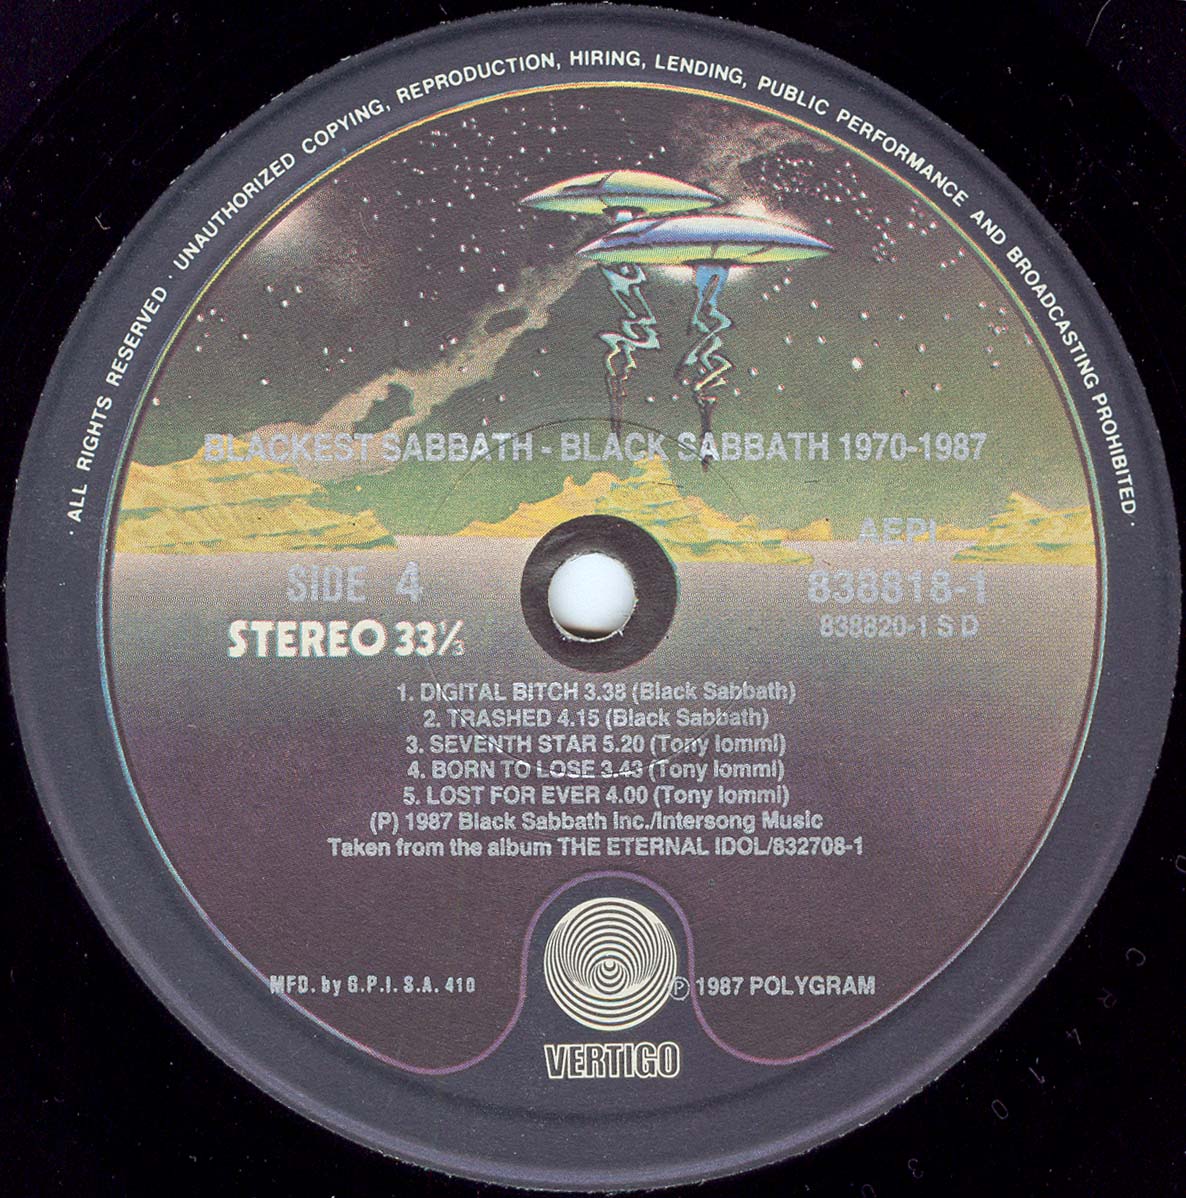 · ALL RIGHTS RESERVED · UNAUTHORIZED COPYING, REPRODUCTION, HIRING, LENDING, PUBLIC PERFORMANCE AND BROADCASTING PROHIBITED ·
BLACKEST SABBATH - BLACK SABBATH 1970-1987
AEPI
SIDE 4
838818-1
STEREO 33⅓
838820-1 S D
1. DIGITAL BITCH 3.38 (Black Sabbath)
2. TRASHED 4.15 (Black Sabbath)
3. SEVENTH STAR 5.20 (Tony Iommi)
4. BORN TO LOSE 3.43 (Tony Iommi)
5. LOST FOR EVER 4.00 (Tony Iommi)
(P) 1987 Black Sabbath Inc./Intersong Music
Taken from the album THE ETERNAL IDOL/832708-1
MFD. by G.P.I. S.A. 410
Ⓟ 1987 POLYGRAM
VERTIGO